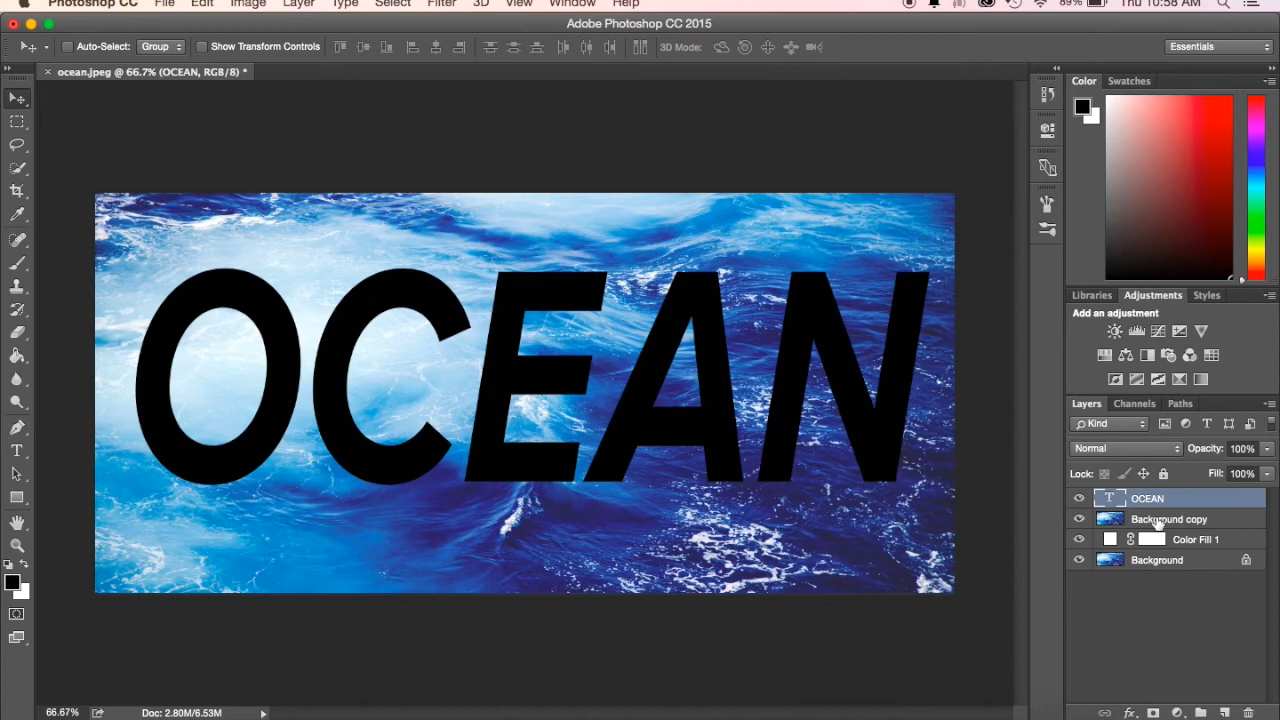 Photoshop CC File Edit Image Layer Type Select Filter 3D View Window Help 89% Thu 10:58 AM
Adobe Photoshop CC 2015
Auto-Select: Group Show Transform Controls 3D Mode: Essentials
ocean.jpeg @ 66.7% (OCEAN, RGB/8) *
Color Swatches
OCEAN
Libraries Adjustments Styles
Add an adjustment
Layers Channels Paths
Kind
Normal Opacity: 100%
Lock: Fill: 100%
T OCEAN
Background copy
Color Fill 1
Background
66.67% Doc: 2.80M/6.53M